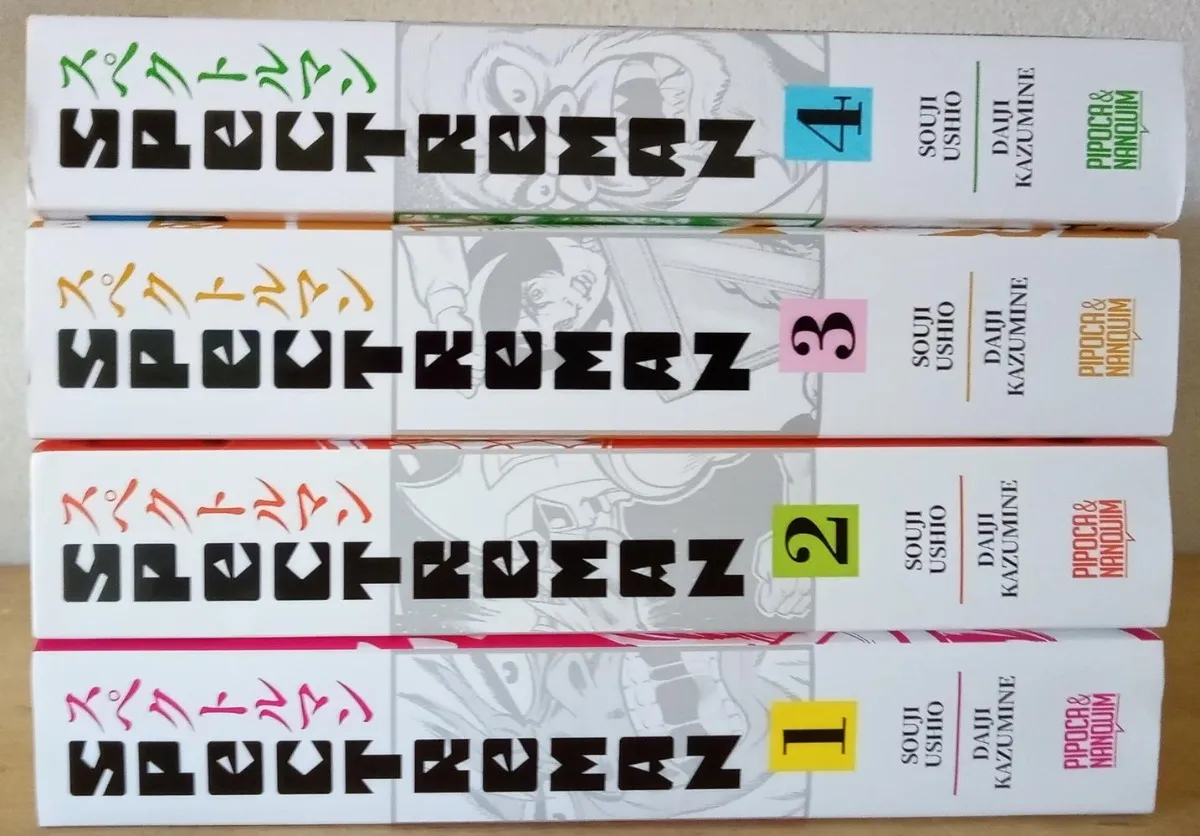 スペクトルマン
SPECTREMAN
4
SOUJI
USHIO
DAIJI
KAZUMINE
PIPOCA &
NANQUIM
スペクトルマン
SPECTREMAN
3
SOUJI
USHIO
DAIJI
KAZUMINE
PIPOCA &
NANQUIM
スペクトルマン
SPECTREMAN
2
SOUJI
USHIO
DAIJI
KAZUMINE
PIPOCA &
NANQUIM
スペクトルマン
SPECTREMAN
1
SOUJI
USHIO
DAIJI
KAZUMINE
PIPOCA &
NANQUIM